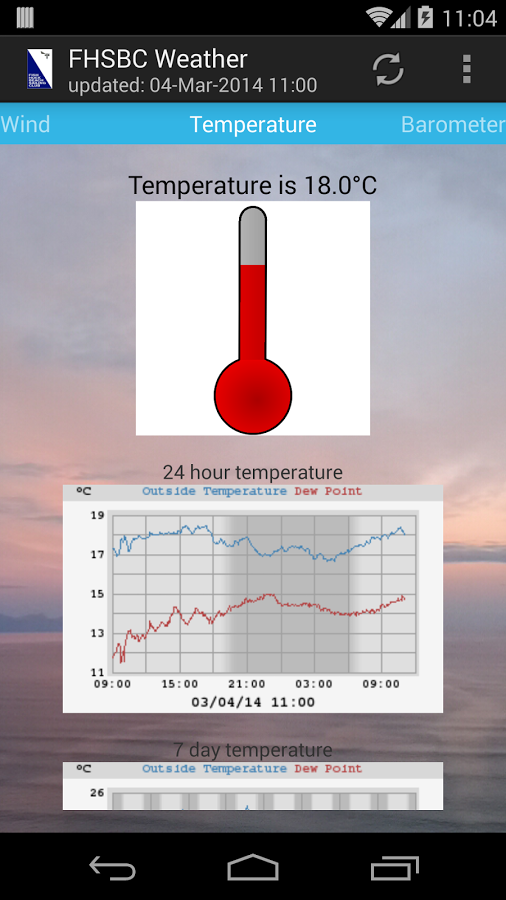 11:04
FHSBC Weather
updated: 04-Mar-2014 11:00
Wind Temperature Barometer
Temperature is 18.0°C
24 hour temperature
ºC Outside Temperature Dew Point
19
17
15
13
11
09:00 15:00 21:00 03:00 09:00
03/04/14 11:00
7 day temperature
ºC Outside Temperature Dew Point
26